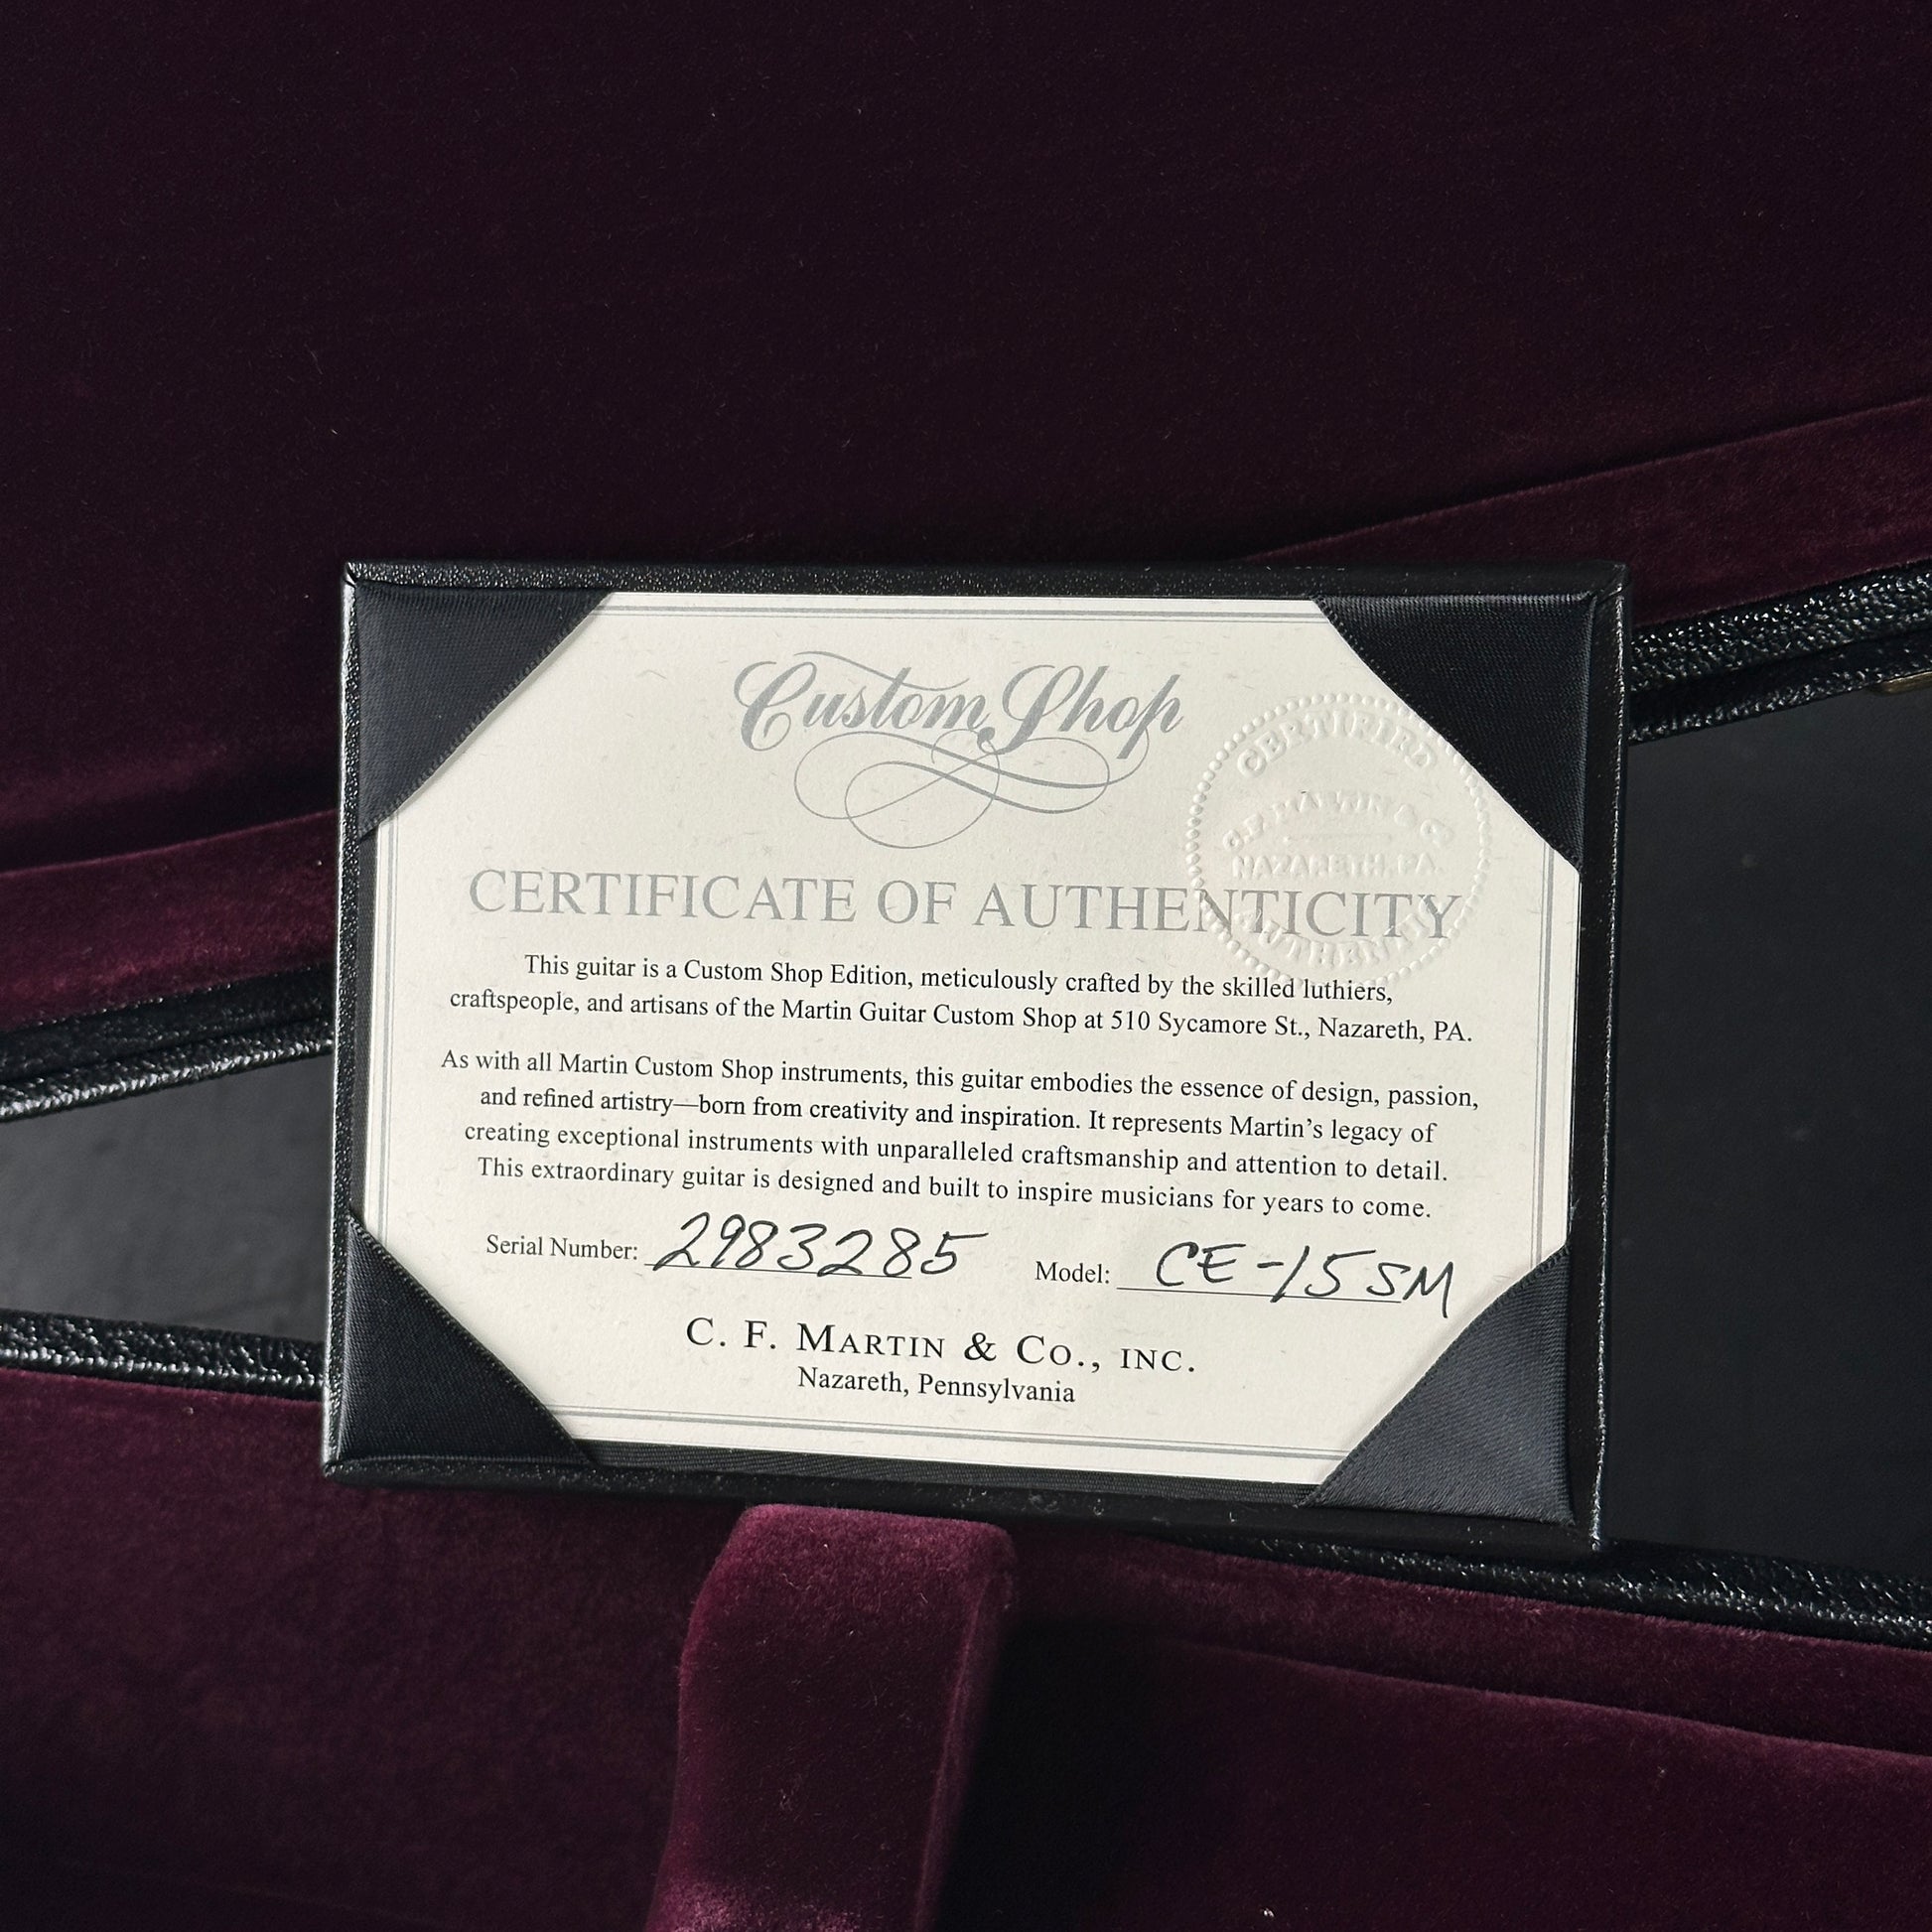 Custom Shop
CERTIFIED
C.F. MARTIN & CO
NAZARETH, PA.
AUTHENTIC
CERTIFICATE OF AUTHENTICITY
This guitar is a Custom Shop Edition, meticulously crafted by the skilled luthiers,
craftspeople, and artisans of the Martin Guitar Custom Shop at 510 Sycamore St., Nazareth, PA.
As with all Martin Custom Shop instruments, this guitar embodies the essence of design, passion,
and refined artistry—born from creativity and inspiration. It represents Martin's legacy of
creating exceptional instruments with unparalleled craftsmanship and attention to detail.
This extraordinary guitar is designed and built to inspire musicians for years to come.
Serial Number: 2983285 Model: CE-15SM
C. F. MARTIN & CO., INC.
Nazareth, Pennsylvania